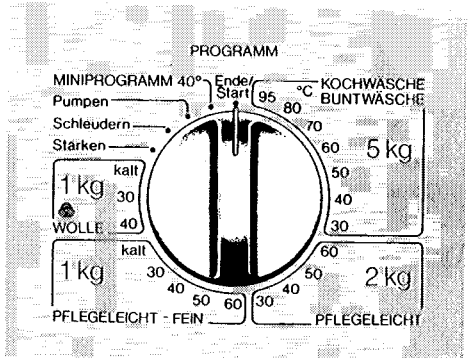 PROGRAMM
MINIPROGRAMM 40°
Ende/
Start
Pumpen
Schleudern
Stärken
95 °C
80
70
60
50
40
30
KOCHWÄSCHE
BUNTWÄSCHE
5 kg
60
50
40
30
2 kg
PFLEGELEICHT
60
50
40
30
kalt
1 kg
PFLEGELEICHT - FEIN
40
30
kalt
1 kg
WOLLE